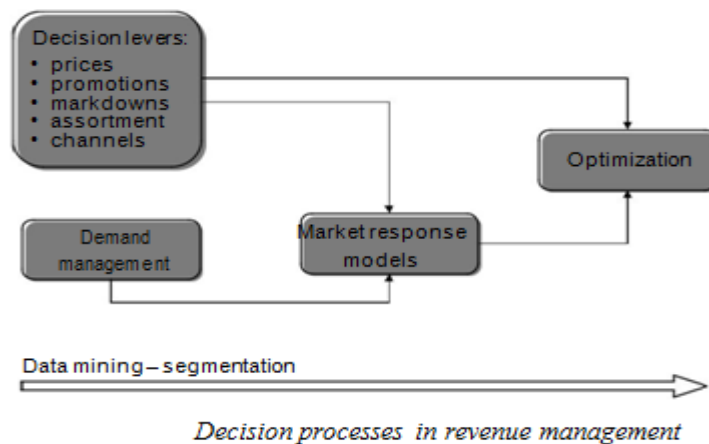 Decision levers:
• prices
• promotions
• markdowns
• assortment
• channels
Optimization
Demand
management
Market response
models
Data mining – segmentation
Decision processes in revenue management